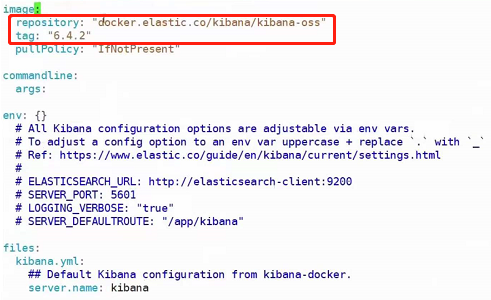 image:
  repository: "docker.elastic.co/kibana/kibana-oss"
  tag: "6.4.2"
  pullPolicy: "IfNotPresent"

commandline:
  args:

env: {}
  # All Kibana configuration options are adjustable via env vars.
  # To adjust a config option to an env var uppercase + replace `.` with `_`
  # Ref: https://www.elastic.co/guide/en/kibana/current/settings.html
  #
  # ELASTICSEARCH_URL: http://elasticsearch-client:9200
  # SERVER_PORT: 5601
  # LOGGING_VERBOSE: "true"
  # SERVER_DEFAULTROUTE: "/app/kibana"

files:
  kibana.yml:
    ## Default Kibana configuration from kibana-docker.
    server.name: kibana